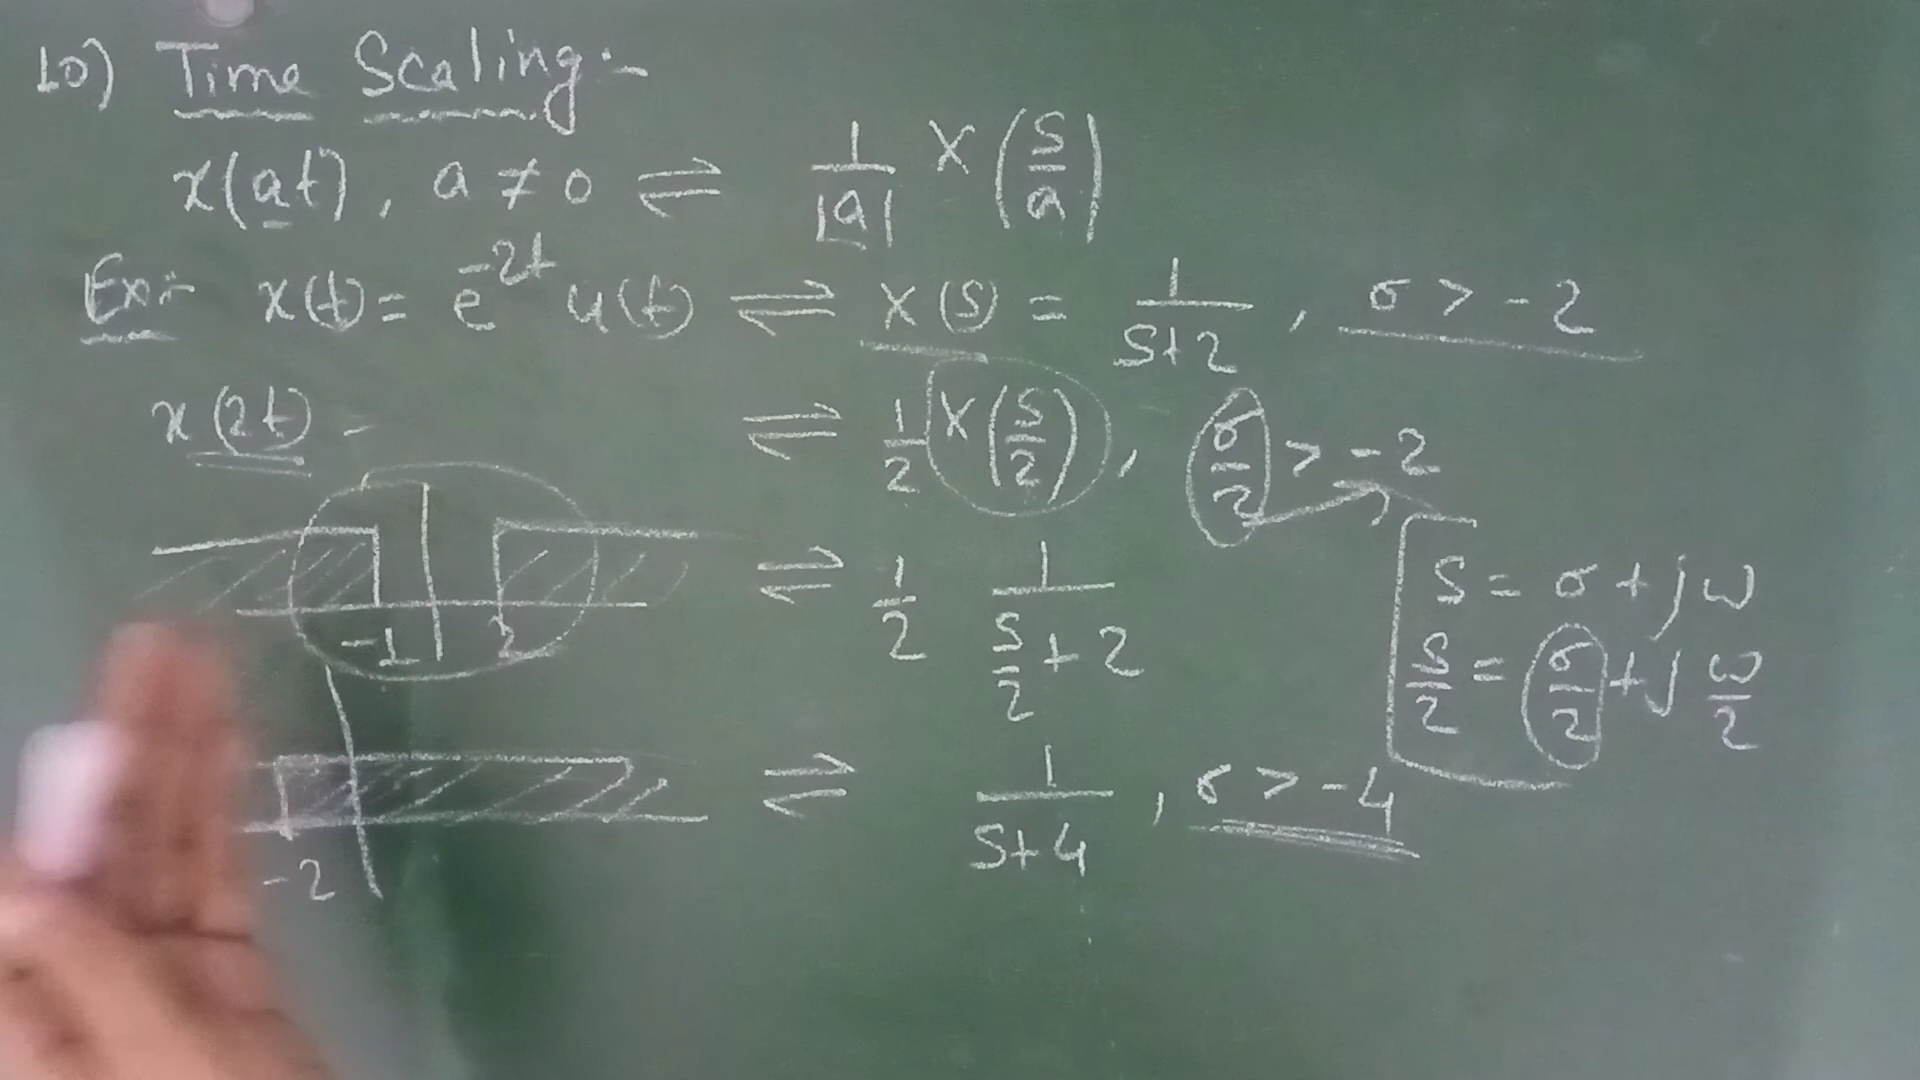 10) Time Scaling:-
x(at), a ≠ 0 ⇌ 1/|a| X(s/a)
Ex:- x(t) = e^-2t u(t) ⇌ X(s) = 1/(s+2), σ > -2
x(2t) - ⇌ 1/2 X(s/2), σ/2 > -2
-1 2 ⇌ 1/2 1/(s/2 + 2)
s = σ + jω
s/2 = σ/2 + j ω/2
-2 ⇌ 1/(s+4), σ > -4